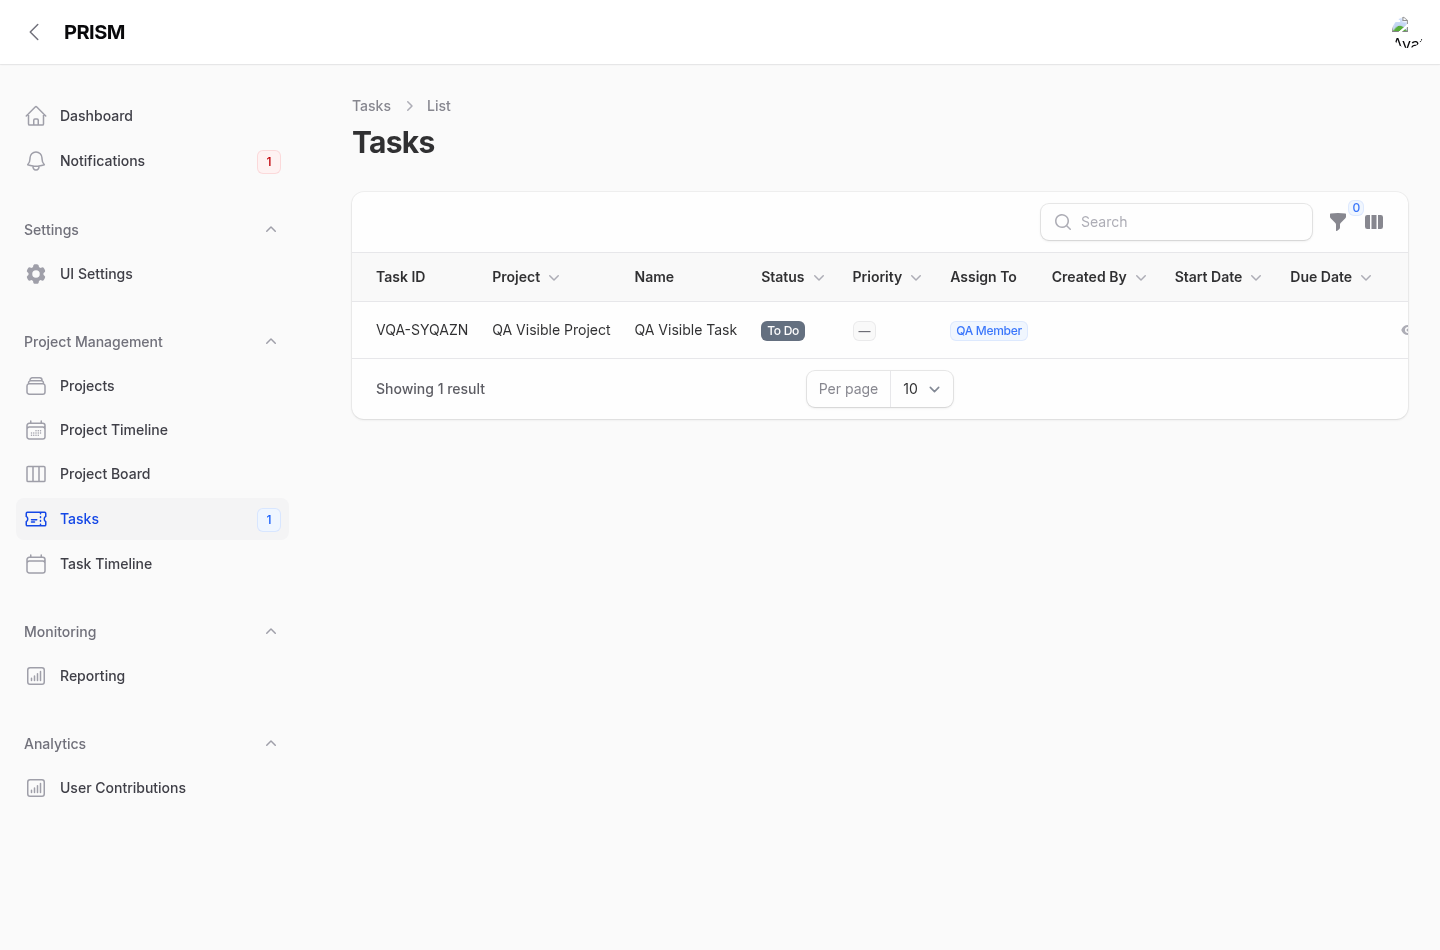 PRISM
Dashboard
Notifications 1
Settings
UI Settings
Project Management
Projects
Project Timeline
Project Board
Tasks 1
Task Timeline
Monitoring
Reporting
Analytics
User Contributions
Tasks List
Tasks
Search 0
Task ID Project Name Status Priority Assign To Created By Start Date Due Date
VQA-SYQAZN QA Visible Project QA Visible Task To Do — QA Member
Showing 1 result Per page 10